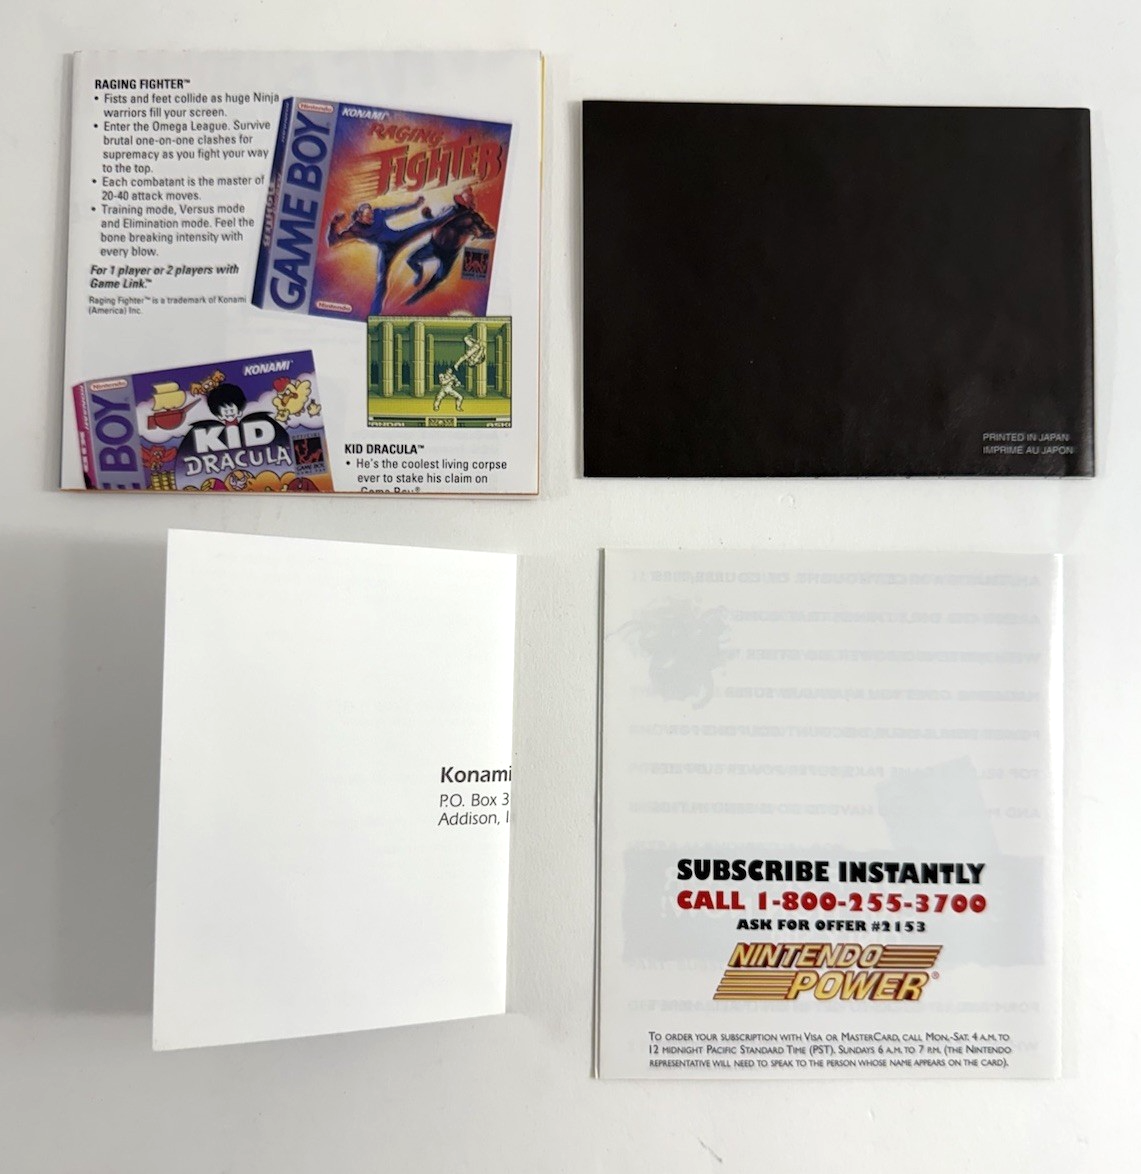 RAGING FIGHTER™
• Fists and feet collide as huge Ninja
warriors fill your screen.
• Enter the Omega League. Survive
brutal one-on-one clashes for
supremacy as you fight your way
to the top.
• Each combatant is the master of
20-40 attack moves.
• Training mode, Versus mode
and Elimination mode. Feel the
bone breaking intensity with
every blow.
For 1 player or 2 players with
Game Link.™
Raging Fighter™ is a trademark of Konami
(America) Inc.
Nintendo
GAME BOY
KONAMI
RAGING
FIGHTER
Nintendo
Nintendo
BOY
KONAMI
KID
DRACULA
KID DRACULA™
• He's the coolest living corpse
ever to stake his claim on
Game Boy®
PRINTED IN JAPAN
IMPRIMÉ AU JAPON
Konami
P.O. Box 3
Addison, I
SUBSCRIBE INSTANTLY
CALL 1-800-255-3700
ASK FOR OFFER #2153
NINTENDO
POWER®
TO ORDER YOUR SUBSCRIPTION WITH VISA OR MASTERCARD, CALL MON.-SAT. 4 A.M. TO
12 MIDNIGHT PACIFIC STANDARD TIME (PST), SUNDAYS 6 A.M. TO 7 P.M. (THE NINTENDO
REPRESENTATIVE WILL NEED TO SPEAK TO THE PERSON WHOSE NAME APPEARS ON THE CARD).